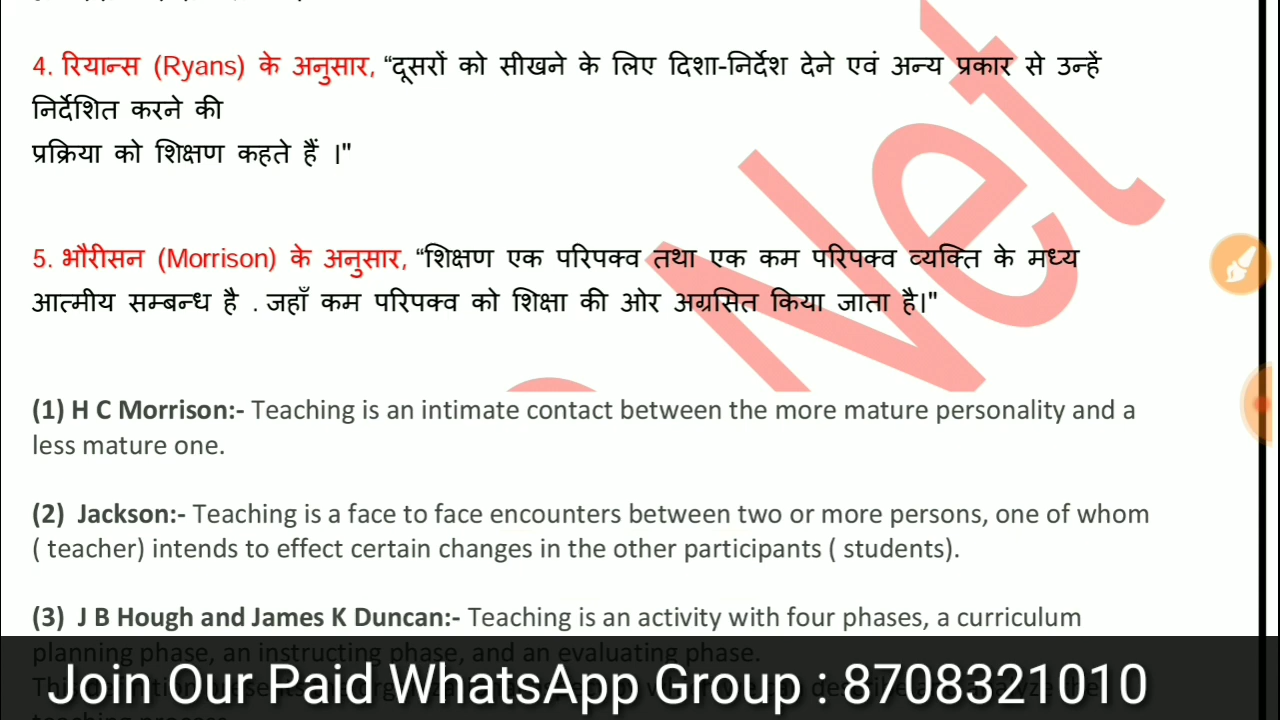 4. रियान्स (Ryans) के अनुसार, “दूसरों को सीखने के लिए दिशा-निर्देश देने एवं अन्य प्रकार से उन्हें
निर्देशित करने की
प्रक्रिया को शिक्षण कहते हैं ।"
5. भौरीसन (Morrison) के अनुसार, “शिक्षण एक परिपक्व तथा एक कम परिपक्व व्यक्ति के मध्य
आत्मीय सम्बन्ध है . जहाँ कम परिपक्व को शिक्षा की ओर अग्रसित किया जाता है।"
Net
(1) H C Morrison:- Teaching is an intimate contact between the more mature personality and a
less mature one.
(2) Jackson:- Teaching is a face to face encounters between two or more persons, one of whom
( teacher) intends to effect certain changes in the other participants ( students).
(3) J B Hough and James K Duncan:- Teaching is an activity with four phases, a curriculum
planning phase, an instructing phase, and an evaluating phase.
Join Our Paid WhatsApp Group : 8708321010
teaching process